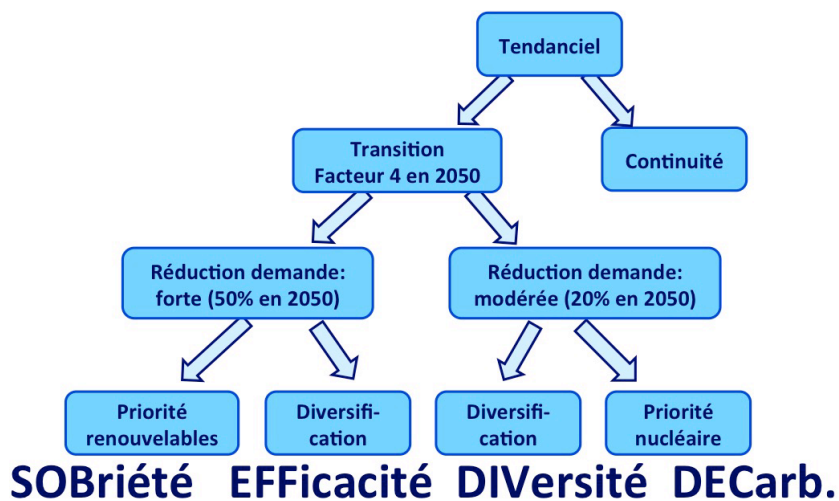 Tendanciel
Transition
Facteur 4 en 2050
Continuité
Réduction demande:
forte (50% en 2050)
Réduction demande:
modérée (20% en 2050)
Priorité
renouvelables
Diversifi-
cation
Diversifi-
cation
Priorité
nucléaire
SOBriété EFFicacité DIVersité DECarb